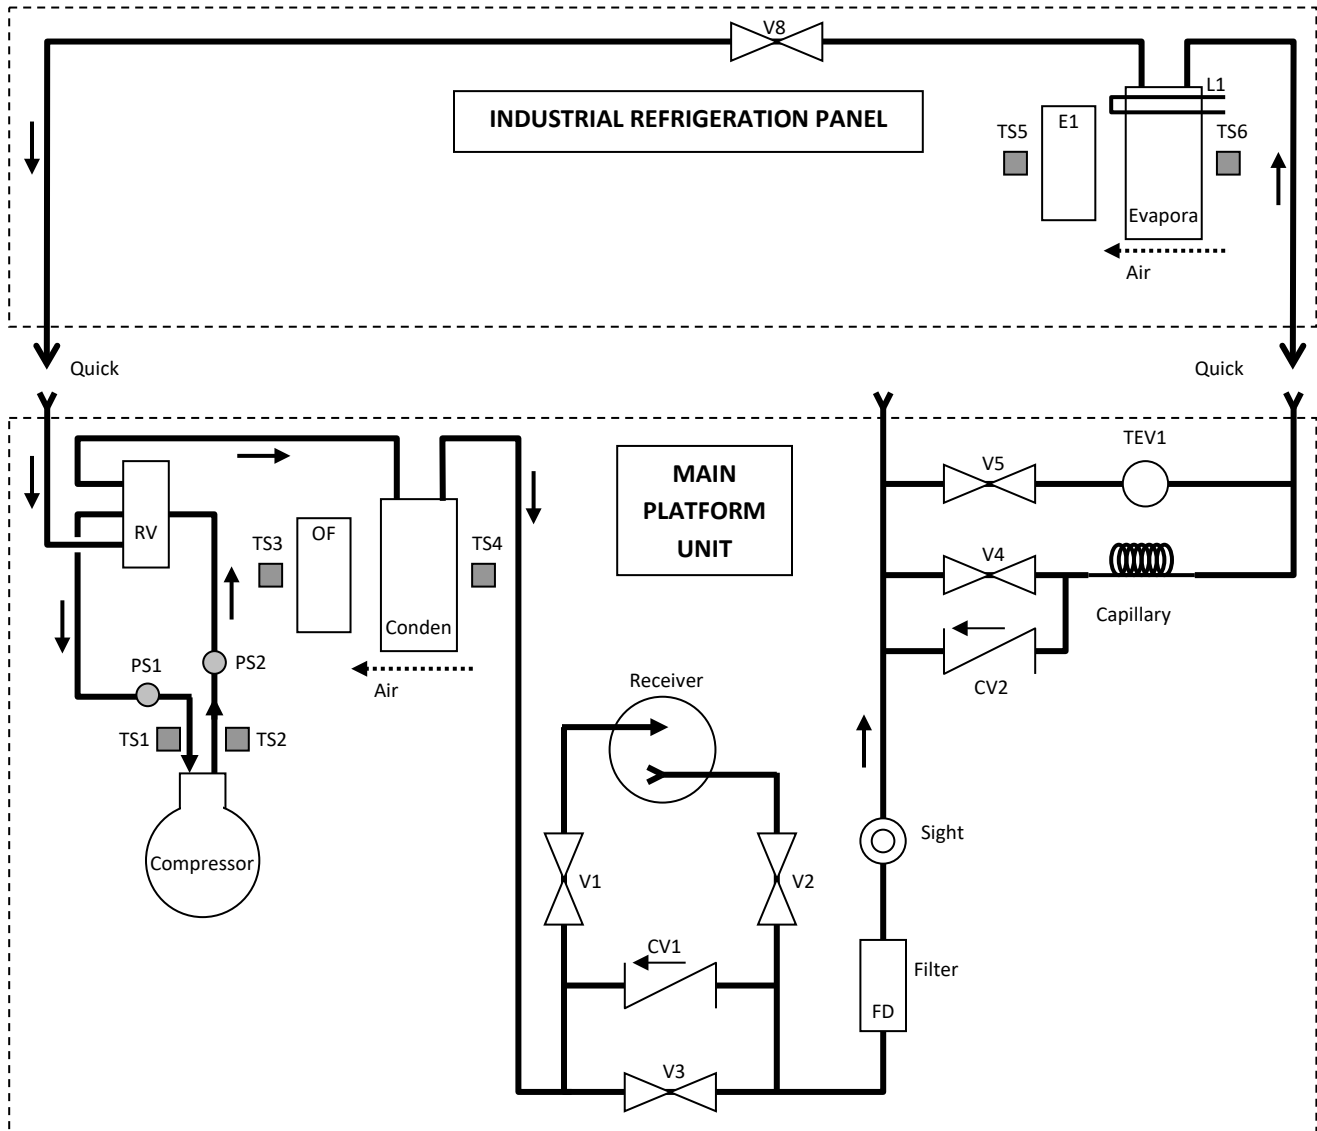 V8
INDUSTRIAL REFRIGERATION PANEL
L1
E1
TS5
TS6
Evapora
Air
Quick
Quick
MAIN
PLATFORM
UNIT
TEV1
V5
RV
OF
TS3
TS4
V4
Conden
Capillary
PS1
PS2
Air
Receiver
CV2
TS1
TS2
Sight
Compressor
V1
V2
CV1
Filter
FD
V3